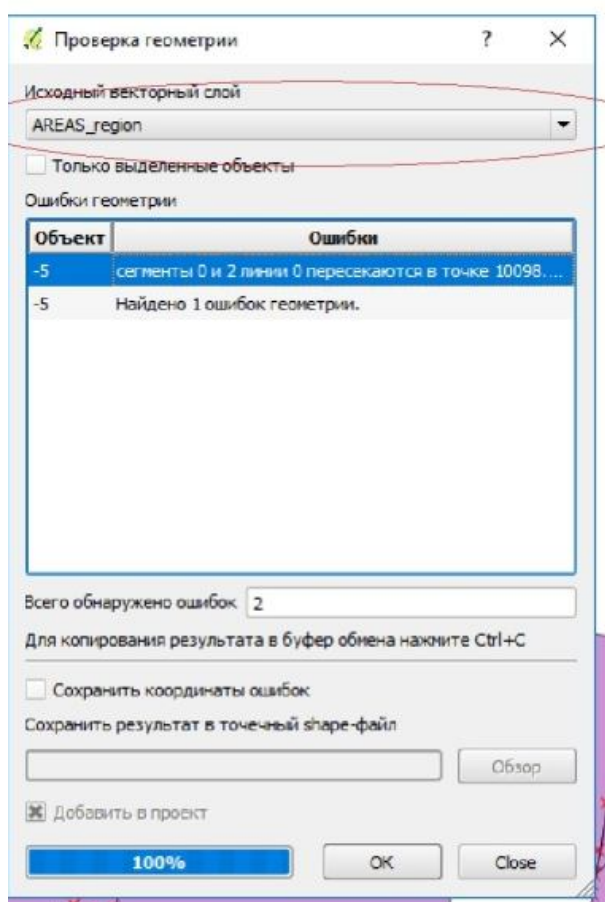 Проверка геометрии
?
Исходный векторный слой
AREAS_region
Только выделенные объекты
Ошибки геометрии
Объект Ошибки
-5 сегменты 0 и 2 линии 0 пересекаются в точке 10098....
-5 Найдено 1 ошибок геометрии.
Всего обнаружено ошибок 2
Для копирования результата в буфер обмена нажмите Ctrl+C
Сохранить координаты ошибок
Сохранить результат в точечный shape-файл
Обзор
Добавить в проект
100% OK Close